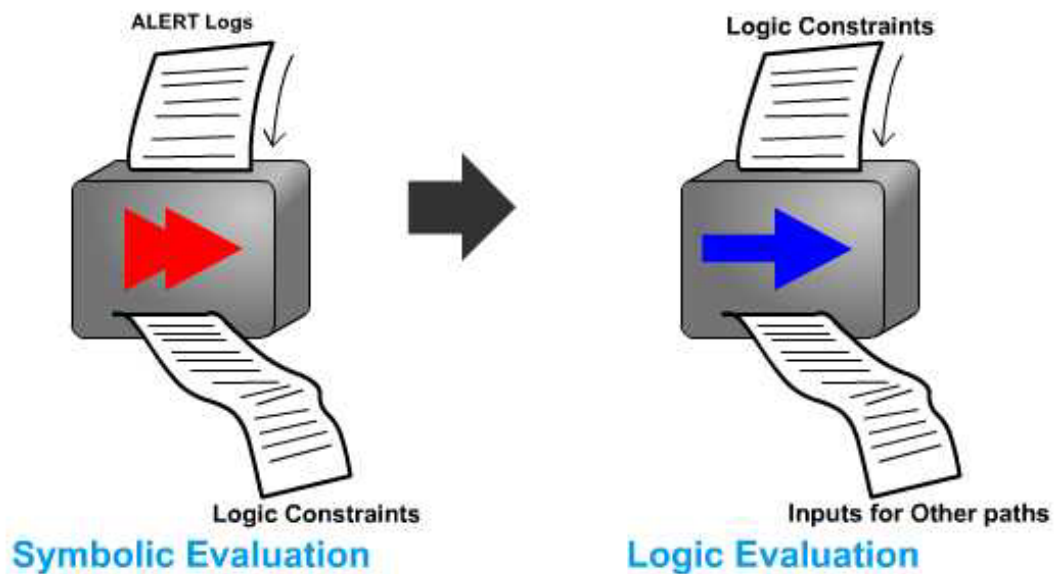 ALERT Logs
Logic Constraints
Logic Constraints
Inputs for Other paths
Symbolic Evaluation
Logic Evaluation